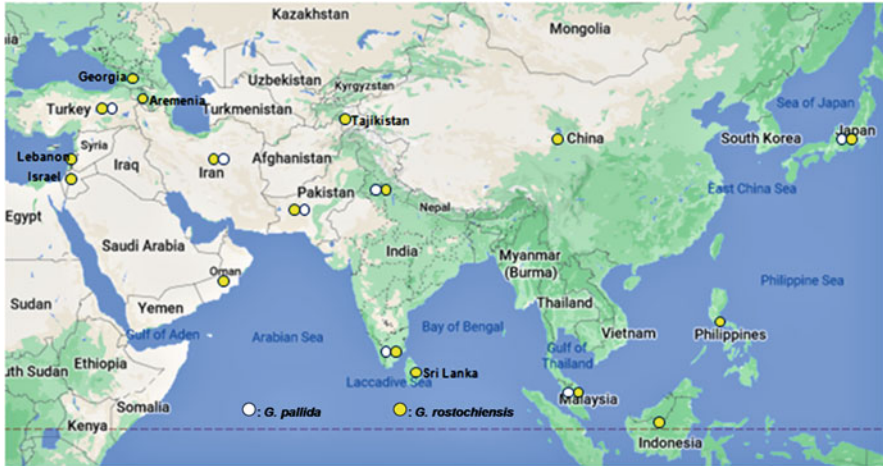 Kazakhstan
Mongolia
nia
Georgia
Uzbekistan
Kyrgyzstan
Aremenia
Turkey
Turkmenistan
Tajikistan
Sea of Japan
China
South Korea
Japan
Lebanon
Syria
Iraq
Iran
Afghanistan
Israel
Pakistan
East China Sea
Egypt
Nepal
Saudi Arabia
India
Myanmar
(Burma)
Oman
Philippine Sea
Sudan
Yemen
Thailand
Gulf of Aden
Arabian Sea
Bay of Bengal
Vietnam
Philippines
Gulf of
Thailand
Ethiopia
uth Sudan
Sri Lanka
Laccadive Sea
Malaysia
Somalia
: G. pallida
: G. rostochiensis
Kenya
Indonesia